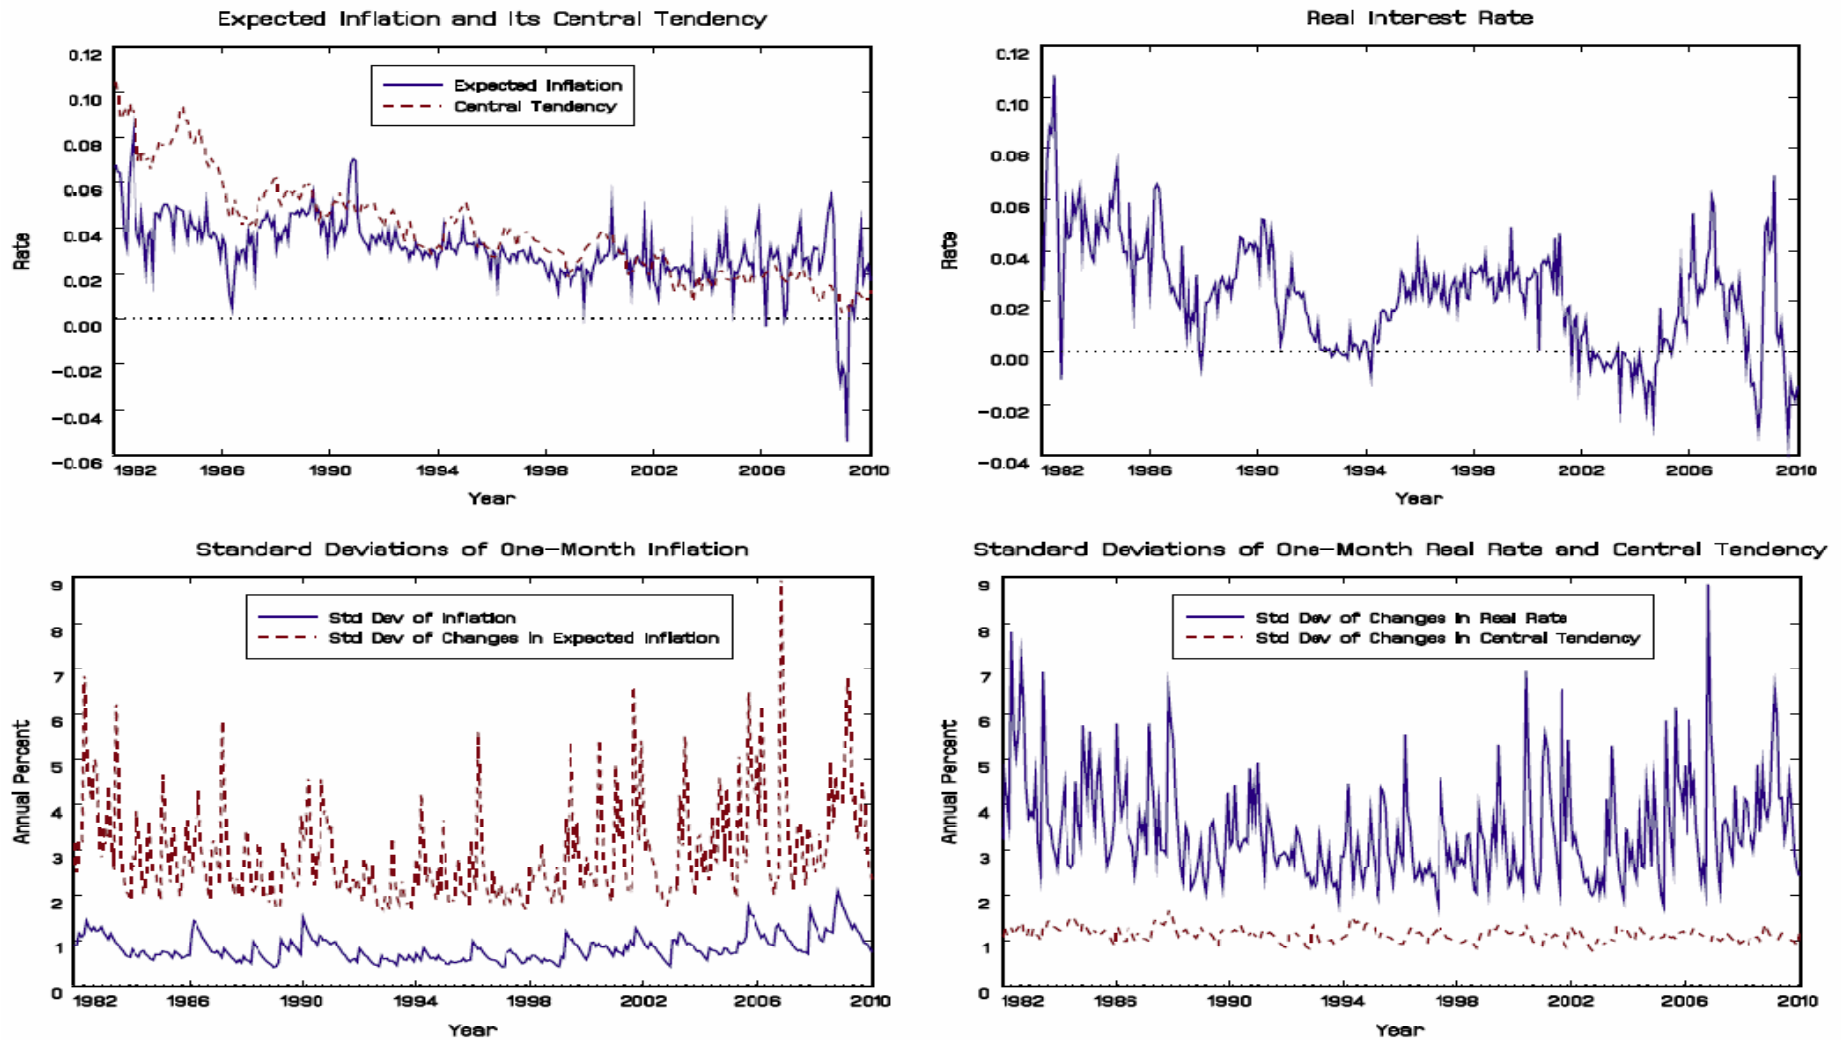 Expected Inflation and Its Central Tendency
0.12
0.10
0.08
0.06
0.04
0.02
0.00
-0.02
-0.04
-0.06
Rate
Expected Inflation
Central Tendency
1982 1986 1990 1994 1998 2002 2006 2010
Year
Real Interest Rate
0.12
0.10
0.08
0.06
0.04
0.02
0.00
-0.02
-0.04
Rate
1982 1986 1990 1994 1998 2002 2006 2010
Year
Standard Deviations of One-Month Inflation
9
8
7
6
5
4
3
2
1
0
Annual Percent
Std Dev of Inflation
Std Dev of Changes in Expected Inflation
1982 1986 1990 1994 1998 2002 2006 2010
Year
Standard Deviations of One-Month Real Rate and Central Tendency
9
8
7
6
5
4
3
2
1
0
Annual Percent
Std Dev of Changes in Real Rate
Std Dev of Changes in Central Tendency
1982 1986 1990 1994 1998 2002 2006 2010
Year